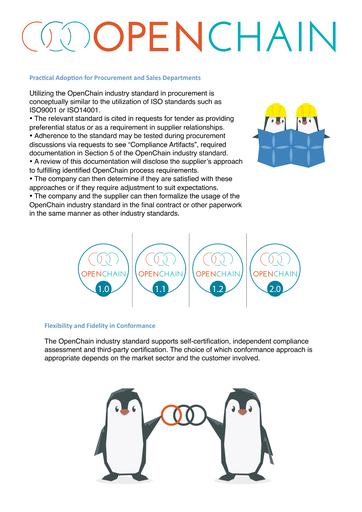 OPENCHAIN
Practical Adoption for Procurement and Sales Departments
Utilizing the OpenChain industry standard in procurement is
conceptually similar to the utilization of ISO standards such as
ISO9001 or ISO14001.
• The relevant standard is cited in requests for tender as providing
preferential status or as a requirement in supplier relationships.
• Adherence to the standard may be tested during procurement
discussions via requests to see “Compliance Artifacts”, required
documentation in Section 5 of the OpenChain industry standard.
• A review of this documentation will disclose the supplier’s approach
to fulfilling identified OpenChain process requirements.
• The company can then determine if they are satisfied with these
approaches or if they require adjustment to suit expectations.
• The company and the supplier can then formalize the usage of the
OpenChain industry standard in the final contract or other paperwork
in the same manner as other industry standards.
OPENCHAIN OPENCHAIN OPENCHAIN OPENCHAIN
1.0 1.1 1.2 2.0
Flexibility and Fidelity in Conformance
The OpenChain industry standard supports self-certification, independent compliance
assessment and third-party certification. The choice of which conformance approach is
appropriate depends on the market sector and the customer involved.